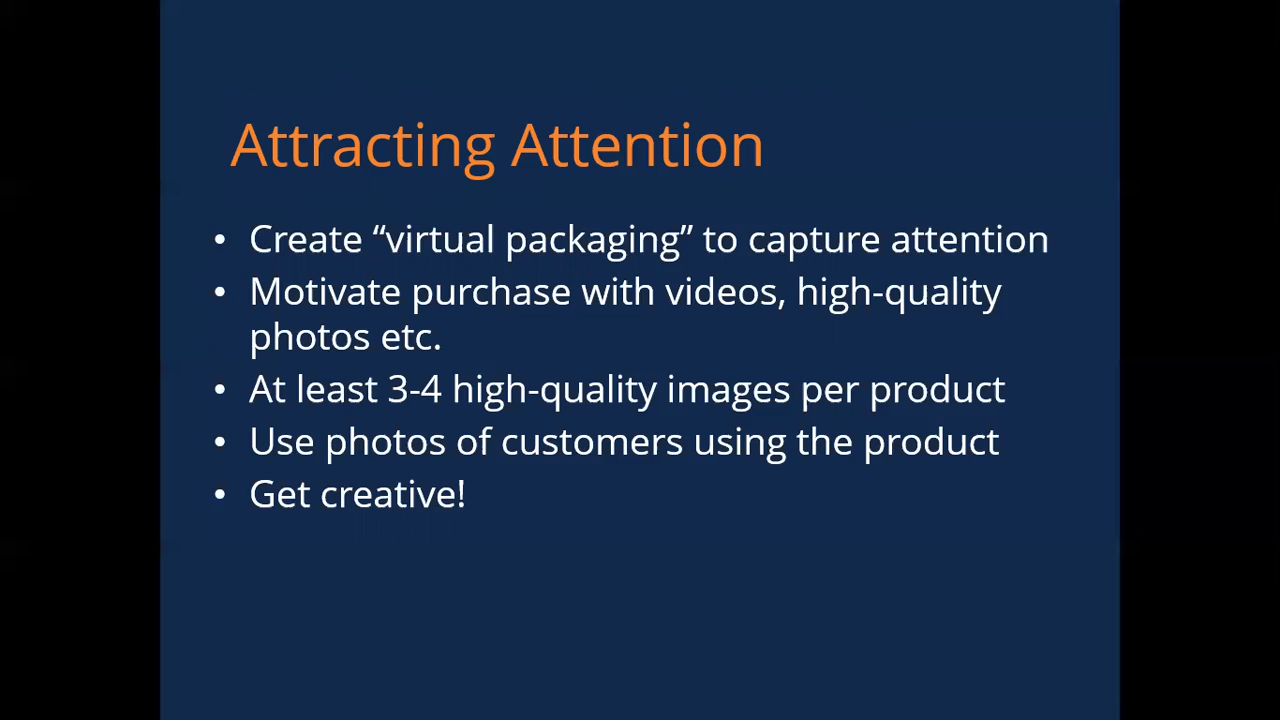 Attracting Attention
• Create “virtual packaging” to capture attention
• Motivate purchase with videos, high-quality
photos etc.
• At least 3-4 high-quality images per product
• Use photos of customers using the product
• Get creative!